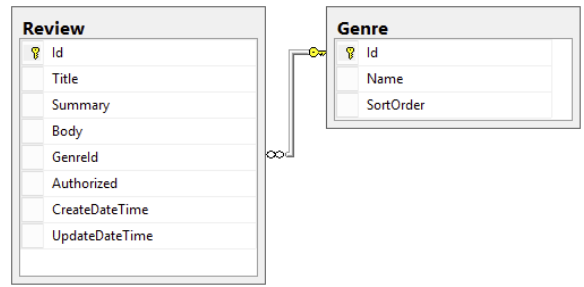 Review
Id
Title
Summary
Body
GenreId
Authorized
CreateDateTime
UpdateDateTime
Genre
Id
Name
SortOrder